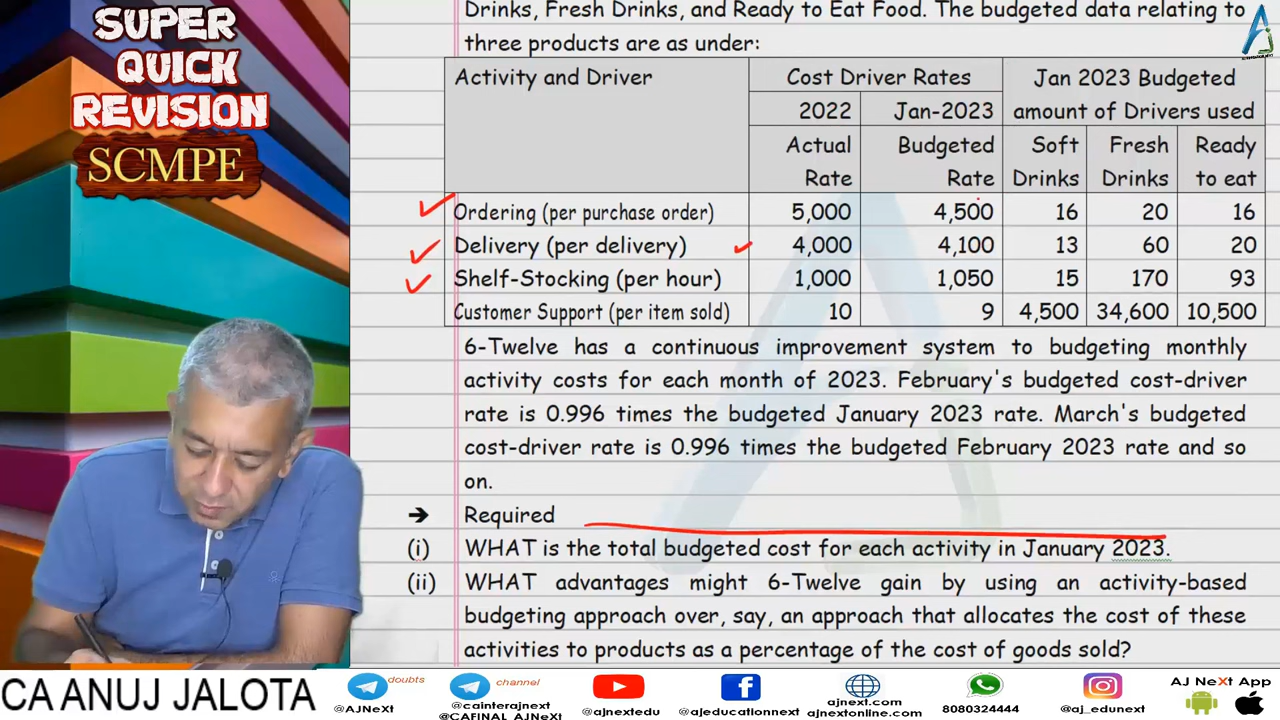 SUPER
QUICK
REVISION
SCMPE
Drinks, Fresh Drinks, and Ready to Eat Food. The budgeted data relating to
three products are as under:
Activity and Driver Cost Driver Rates Jan 2023 Budgeted
2022 Jan-2023 amount of Drivers used
Actual Budgeted Soft Fresh Ready
Rate Rate Drinks Drinks to eat
Ordering (per purchase order) 5,000 4,500 16 20 16
Delivery (per delivery) 4,000 4,100 13 60 20
Shelf-Stocking (per hour) 1,000 1,050 15 170 93
Customer Support (per item sold) 10 9 4,500 34,600 10,500
6-Twelve has a continuous improvement system to budgeting monthly
activity costs for each month of 2023. February's budgeted cost-driver
rate is 0.996 times the budgeted January 2023 rate. March's budgeted
cost-driver rate is 0.996 times the budgeted February 2023 rate and so
on.
➔ Required
(i) WHAT is the total budgeted cost for each activity in January 2023.
(ii) WHAT advantages might 6-Twelve gain by using an activity-based
budgeting approach over, say, an approach that allocates the cost of these
activities to products as a percentage of the cost of goods sold?
CA ANUJ JALOTA
doubts
@AJNeXt
channel
@cainterajnext
@CAFINAL_AJNeXt
@ajnextedu
@ajeducationnext
ajnext.com
ajnextonline.com
8080324444
@aj_edunext
AJ NeXt App